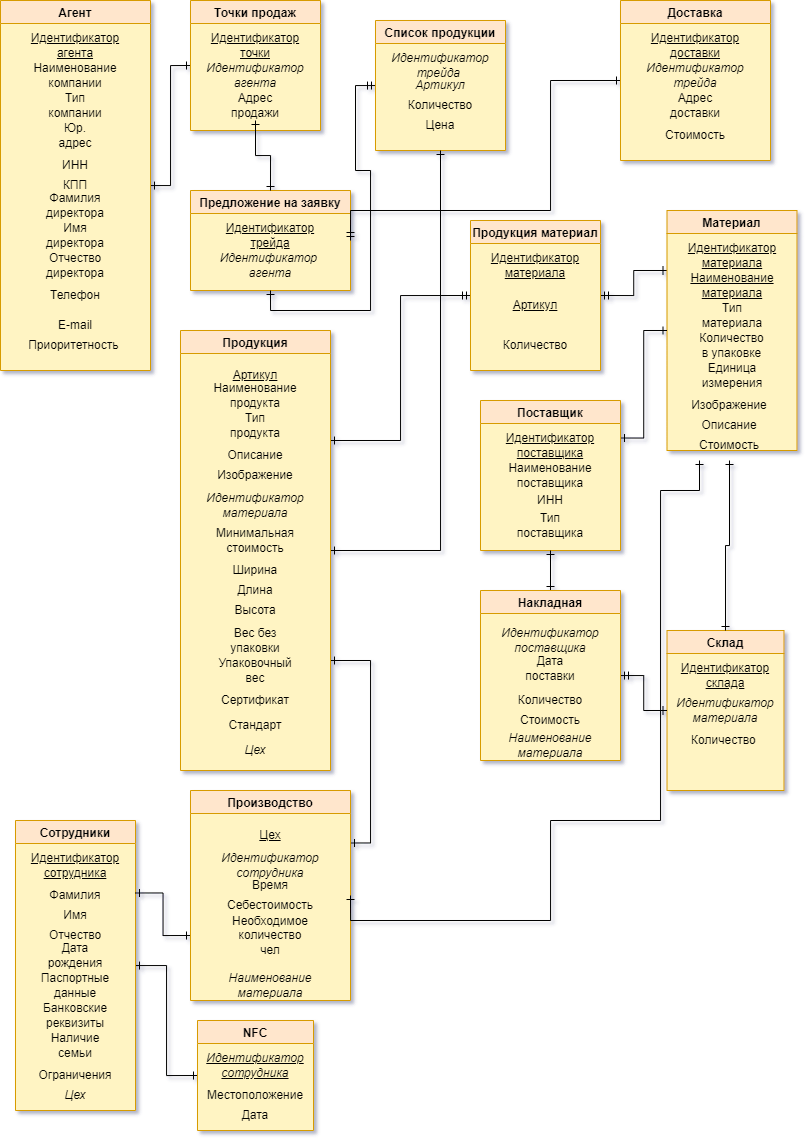 Агент
Идентификатор
агента
Наименование
компании
Тип
компании
Юр.
адрес
ИНН
КПП
Фамилия
директора
Имя
директора
Отчество
директора
Телефон
E-mail
Приоритетность
Точки продаж
Идентификатор
точки
Идентификатор
агента
Адрес
продажи
Список продукции
Идентификатор
трейда
Артикул
Количество
Цена
Доставка
Идентификатор
доставки
Идентификатор
трейда
Адрес
доставки
Стоимость
Предложение на заявку
Идентификатор
трейда
Идентификатор
агента
Продукция материал
Идентификатор
материала
Артикул
Количество
Материал
Идентификатор
материала
Наименование
материала
Тип
материала
Количество
в упаковке
Единица
измерения
Изображение
Описание
Стоимость
Продукция
Артикул
Наименование
продукта
Тип
продукта
Описание
Изображение
Идентификатор
материала
Минимальная
стоимость
Ширина
Длина
Высота
Вес без
упаковки
Упаковочный
вес
Сертификат
Стандарт
Цех
Поставщик
Идентификатор
поставщика
Наименование
поставщика
ИНН
Тип
поставщика
Накладная
Идентификатор
поставщика
Дата
поставки
Количество
Стоимость
Наименование
материала
Склад
Идентификатор
склада
Идентификатор
материала
Количество
Производство
Цех
Идентификатор
сотрудника
Время
Себестоимость
Необходимое
количество
чел
Наименование
материала
Сотрудники
Идентификатор
сотрудника
Фамилия
Имя
Отчество
Дата
рождения
Паспортные
данные
Банковские
реквизиты
Наличие
семьи
Ограничения
Цех
NFC
Идентификатор
сотрудника
Местоположение
Дата